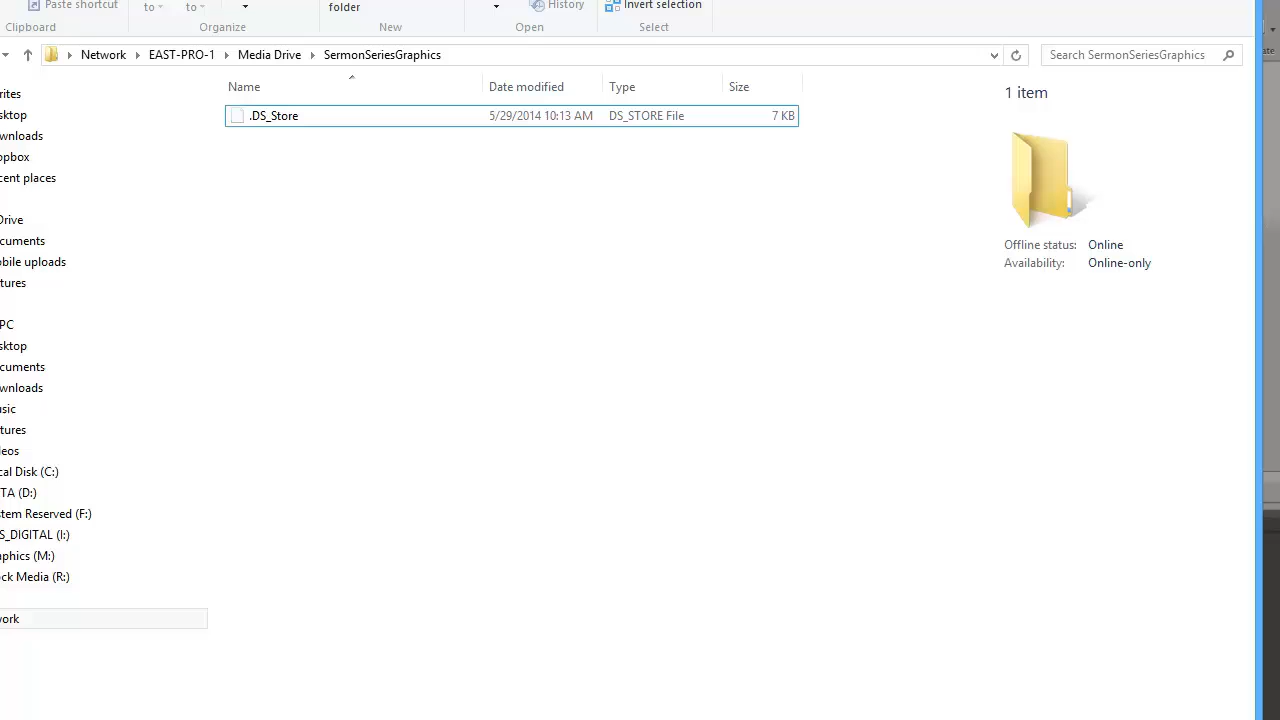 Paste shortcut
to
to
folder
History
Invert selection
Clipboard
Organize
New
Open
Select
Network
EAST-PRO-1
Media Drive
SermonSeriesGraphics
Search SermonSeriesGraphics
ate
Name
Date modified
Type
Size
1 item
.DS_Store
5/29/2014 10:13 AM
DS_STORE File
7 KB
rites
sktop
wnloads
opbox
cent places
Drive
cuments
obile uploads
tures
PC
sktop
cuments
wnloads
usic
tures
leos
cal Disk (C:)
TA (D:)
stem Reserved (F:)
S_DIGITAL (I:)
aphics (M:)
ock Media (R:)
work
Offline status: Online
Availability: Online-only